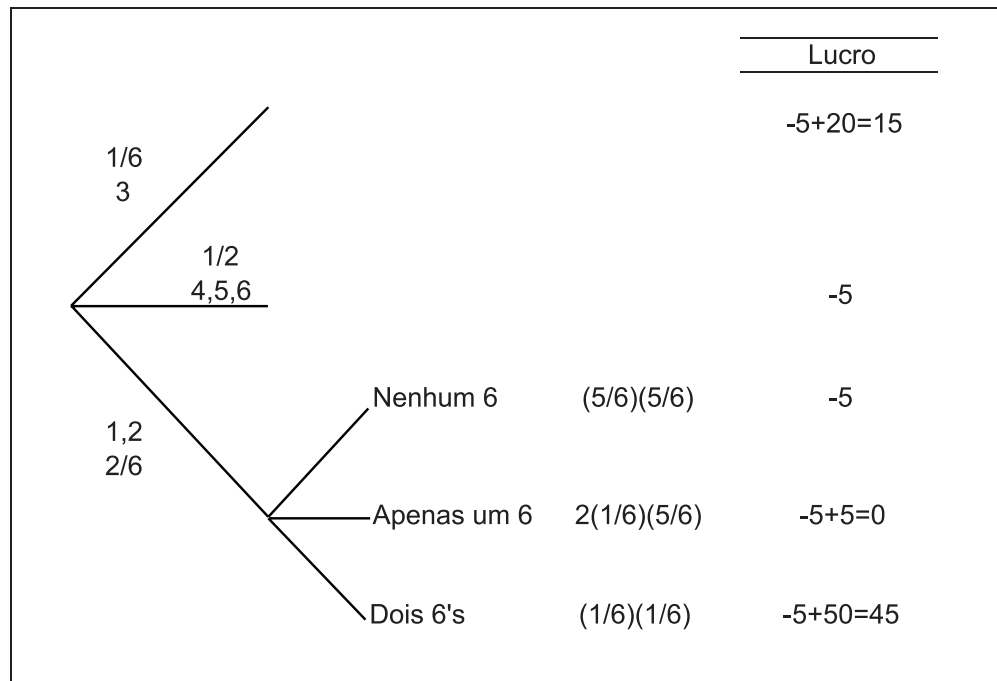 Lucro
-5+20=15
1/6
3
1/2
4,5,6
-5
1,2
2/6
Nenhum 6 (5/6)(5/6) -5
Apenas um 6 2(1/6)(5/6) -5+5=0
Dois 6's (1/6)(1/6) -5+50=45